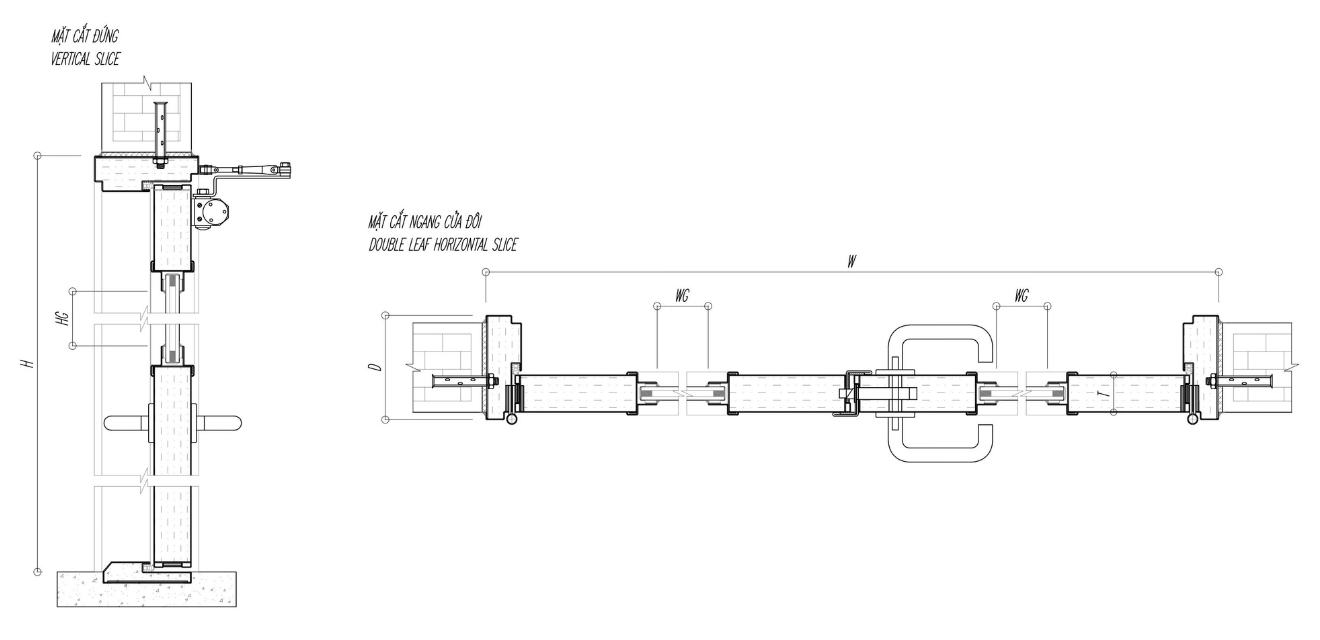 MẶT CẮT ĐỨNG
VERTICAL SLICE
H
HG
MẶT CẮT NGANG CỬA ĐÔI
DOUBLE LEAF HORIZONTAL SLICE
W
WG
WG
D
T